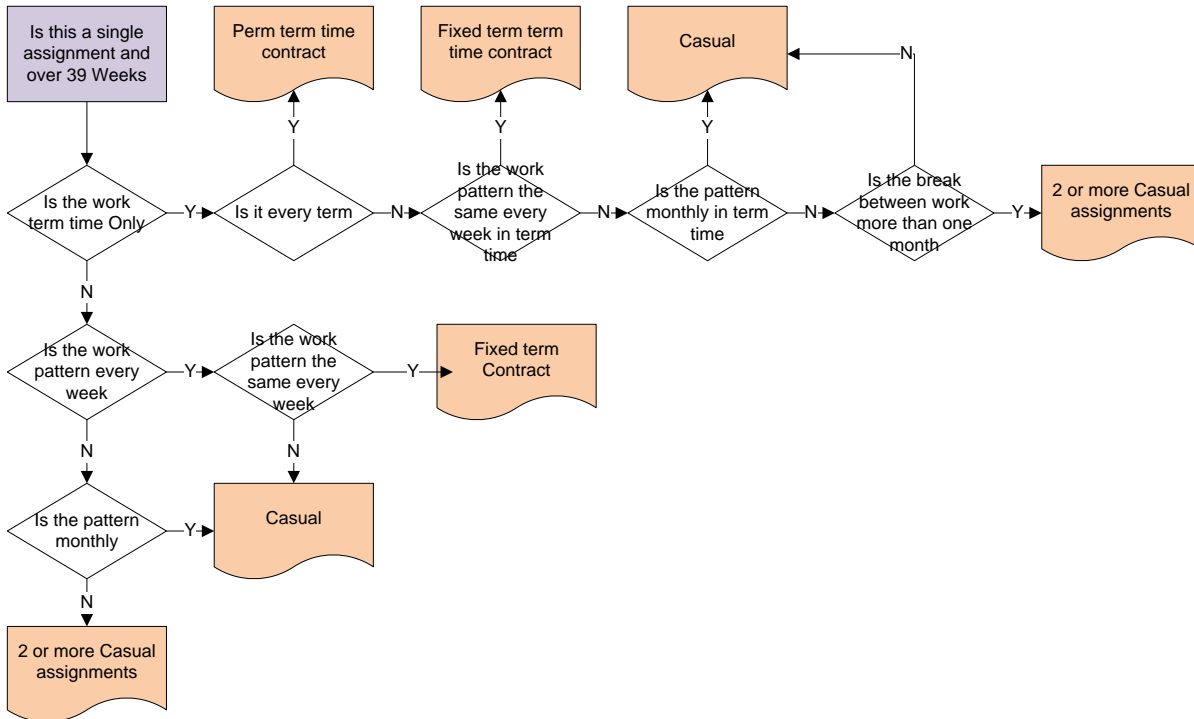 Is this a single
assignment and
over 39 Weeks
Perm term time
contract
Fixed term term
time contract
Casual
N
Y
Y
Y
Is the work
term time Only
Y
Is it every term
N
Is the work
pattern the
same every
week in term
time
N
Is the pattern
monthly in term
time
N
Is the break
between work
more than one
month
Y
2 or more Casual
assignments
N
Is the work
pattern every
week
Y
Is the work
pattern the
same every
week
Y
Fixed term
Contract
N
N
Is the pattern
monthly
Y
Casual
N
2 or more Casual
assignments